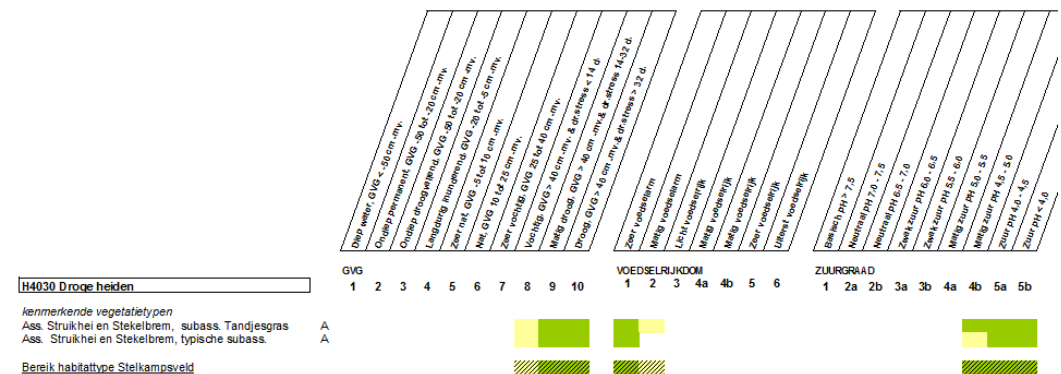 Diep water, GVG < -50 cm -mv.
Ondiep permanent, GVG -50 tot -20 cm -mv.
Ondiep droogvallend, GVG -50 tot -20 cm -mv.
Langdurig inunderend, GVG -20 tot -5 cm -mv.
Zeer nat, GVG -5 tot 10 cm -mv.
Nat, GVG 10 tot 25 cm -mv.
Zeer vochtig, GVG 25 tot 40 cm -mv.
Vochtig, GVG > 40 cm -mv. & dr.stress < 14 d.
Matig droog, GVG > 40 cm -mv.& dr.stress 14-32 d.
Droog, GVG > 40 cm -mv.& dr.stress > 32 d.
Zeer voedselarm
Matig voedselarm
Licht voedselrijk
Matig voedselrijk
Matig voedselrijk
Zeer voedselrijk
Uiterst voedselrijk
Basisch pH > 7.5
Neutraal pH 7.0 - 7.5
Neutraal pH 6.5 - 7.0
Zwak zuur pH 6.0 - 6.5
Zwak zuur pH 5.5 - 6.0
Matig zuur pH 5.0 - 5.5
Matig zuur pH 4.5 - 5.0
Zuur pH 4.0 - 4.5
Zuur pH < 4.0
GVG VOEDSELRIJKDOM ZUURGRAAD
H4030 Droge heiden 1 2 3 4 5 6 7 8 9 10 1 2 3 4a 4b 5 6 1 2a 2b 3a 3b 4a 4b 5a 5b
kenmerkende vegetatietypen
Ass. Struikhei en Stekelbrem, subass. Tandjesgras A
Ass. Struikhei en Stekelbrem, typische subass. A
Bereik habitattype Stelkampsveld